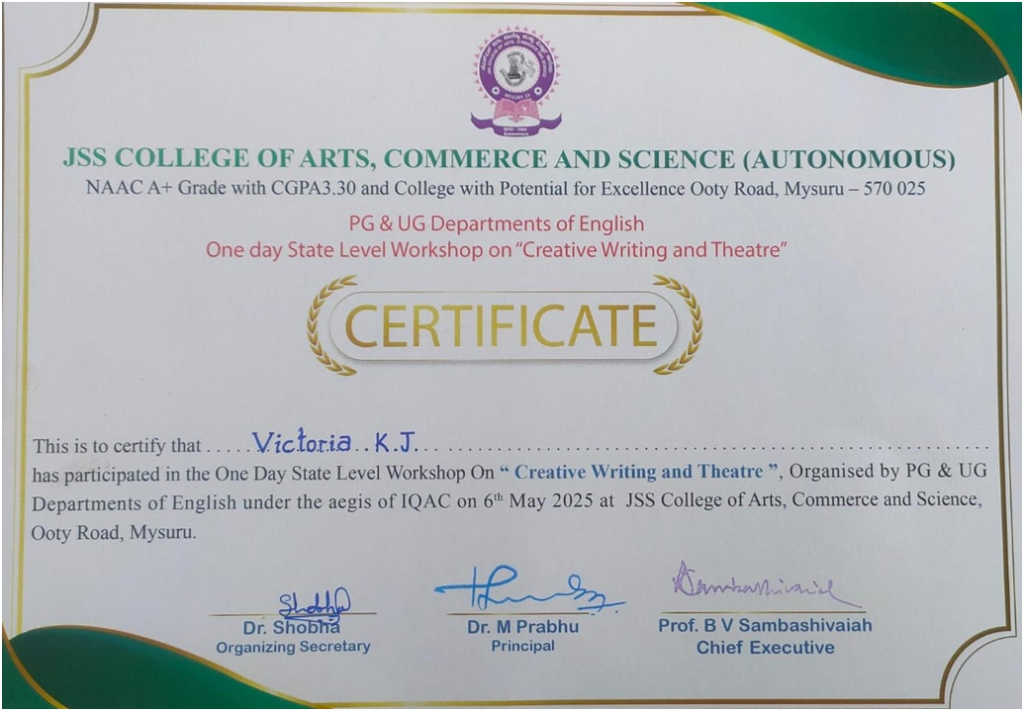 JSS COLLEGE OF ARTS, COMMERCE AND SCIENCE (AUTONOMOUS)
NAAC A+ Grade with CGPA3.30 and College with Potential for Excellence Ooty Road, Mysuru – 570 025
PG & UG Departments of English
One day State Level Workshop on “Creative Writing and Theatre”
CERTIFICATE
This is to certify that ..... Victoria K.J. ..........
has participated in the One Day State Level Workshop On “ Creative Writing and Theatre ”, Organised by PG & UG
Departments of English under the aegis of IQAC on 6th May 2025 at JSS College of Arts, Commerce and Science,
Ooty Road, Mysuru.
Shobha
Dr. Shobha
Organizing Secretary
Dr. M Prabhu
Principal
Sambashivaiah
Prof. B V Sambashivaiah
Chief Executive